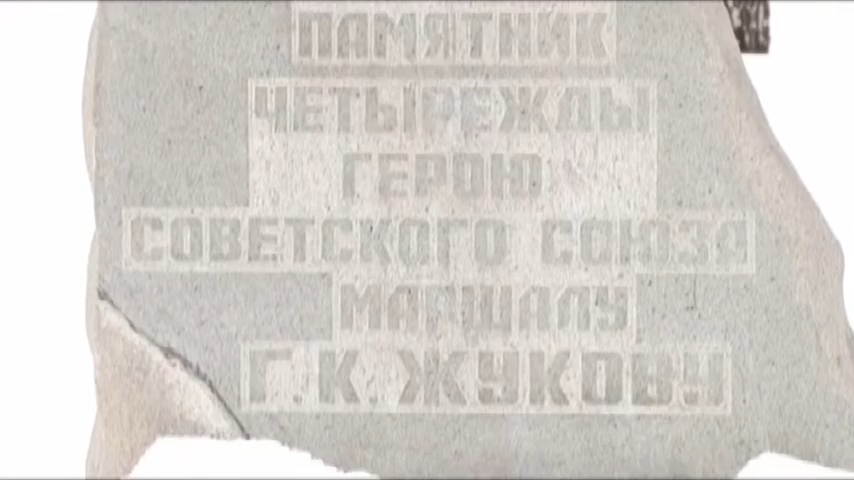 ПАМЯТНИК
ЧЕТЫРЕЖДЫ
ГЕРОЮ
СОВЕТСКОГО СОЮЗА
МАРШАЛУ
Г.К. ЖУКОВУ